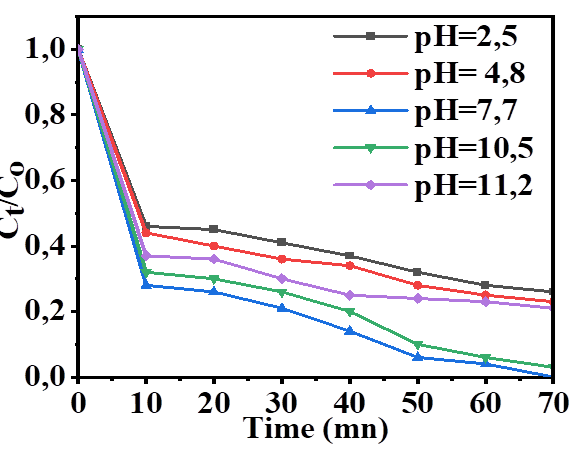 Ct/Co
1,0
0,8
0,6
0,4
0,2
0,0
pH=2,5
pH= 4,8
pH=7,7
pH=10,5
pH=11,2
0 10 20 30 40 50 60 70
Time (mn)